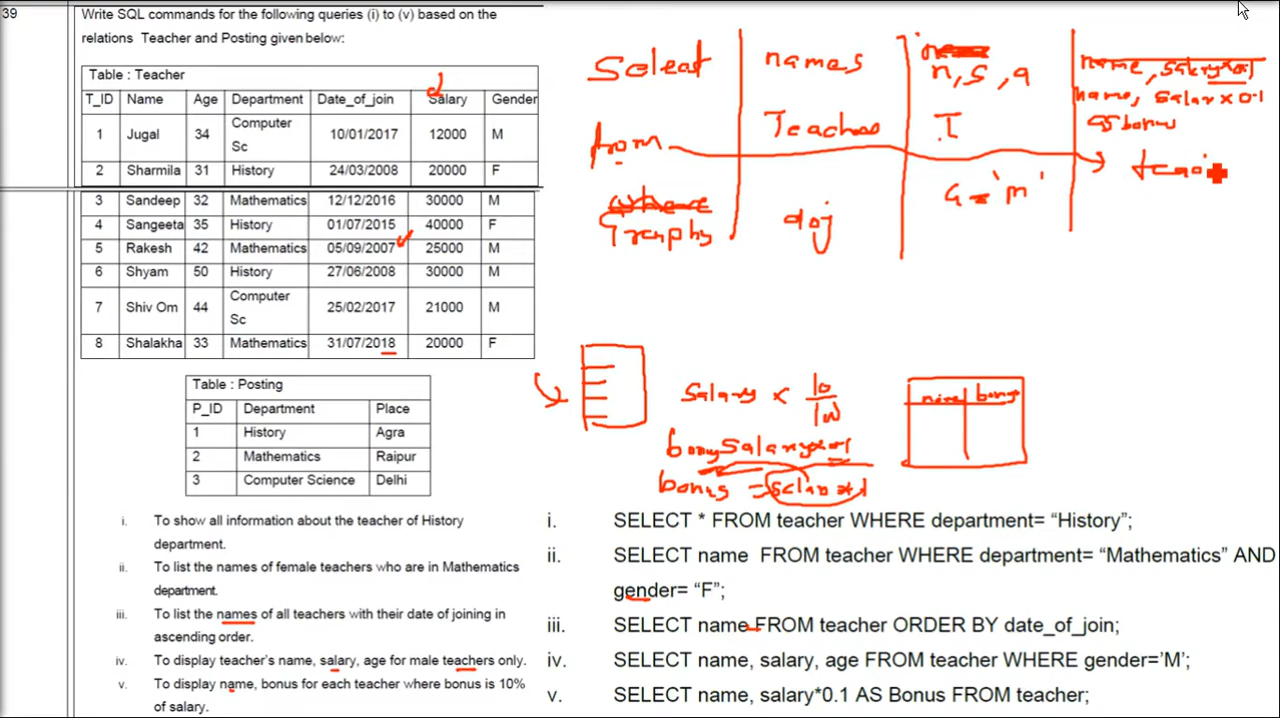 39
Write SQL commands for the following queries (i) to (v) based on the
relations Teacher and Posting given below:
Table : Teacher
T_ID Name Age Department Date_of_join Salary Gender
1 Jugal 34 Computer Sc 10/01/2017 12000 M
2 Sharmila 31 History 24/03/2008 20000 F
3 Sandeep 32 Mathematics 12/12/2016 30000 M
4 Sangeeta 35 History 01/07/2015 40000 F
5 Rakesh 42 Mathematics 05/09/2007 25000 M
6 Shyam 50 History 27/06/2008 30000 M
7 Shiv Om 44 Computer Sc 25/02/2017 21000 M
8 Shalakha 33 Mathematics 31/07/2018 20000 F
Table : Posting
P_ID Department Place
1 History Agra
2 Mathematics Raipur
3 Computer Science Delhi
i. To show all information about the teacher of History
department.
ii. To list the names of female teachers who are in Mathematics
department.
iii. To list the names of all teachers with their date of joining in
ascending order.
iv. To display teacher's name, salary, age for male teachers only.
v. To display name, bonus for each teacher where bonus is 10%
of salary.
Seleat names n, s, a
name, salar x 0.1
as bonus
from T
a = 'm'
doj
Salary x 10
bonus =
bonus
i. SELECT * FROM teacher WHERE department= “History”;
ii. SELECT name FROM teacher WHERE department= “Mathematics” AND
gender= “F”;
iii. SELECT name FROM teacher ORDER BY date_of_join;
iv. SELECT name, salary, age FROM teacher WHERE gender=’M’;
v. SELECT name, salary*0.1 AS Bonus FROM teacher;